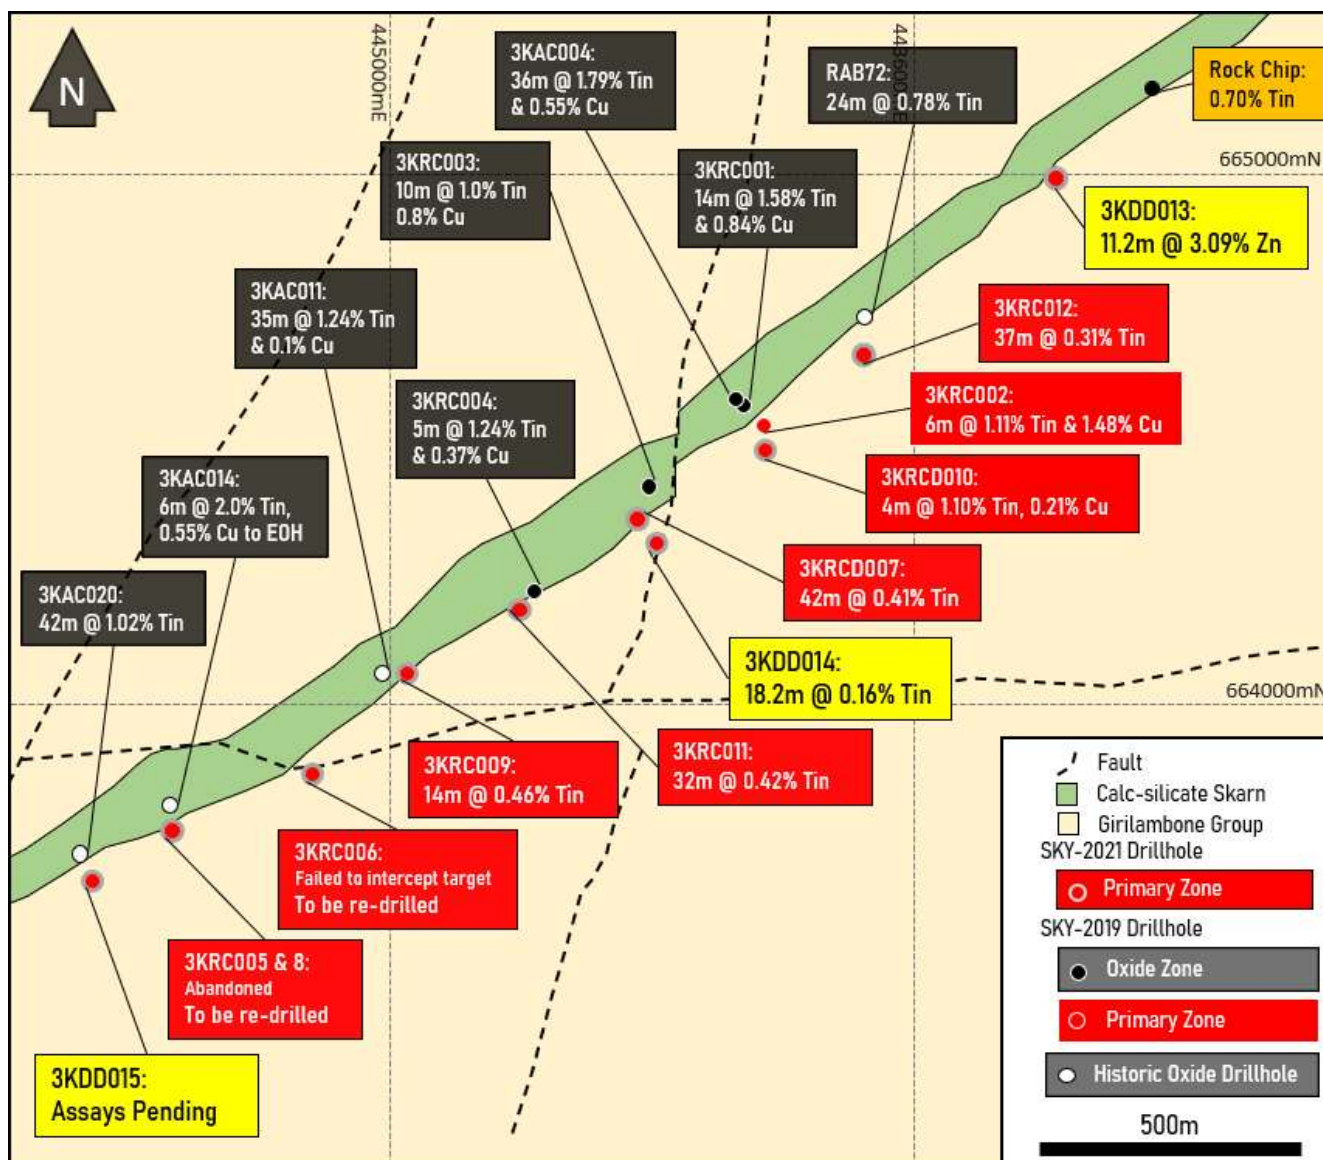 N
445000mE
448600mE
3KAC004:
36m @ 1.79% Tin
& 0.55% Cu
RAB72:
24m @ 0.78% Tin
Rock Chip:
0.70% Tin
665000mN
3KRC003:
10m @ 1.0% Tin
0.8% Cu
3KRC001:
14m @ 1.58% Tin
& 0.84% Cu
3KDD013:
11.2m @ 3.09% Zn
3KAC011:
35m @ 1.24% Tin
& 0.1% Cu
3KRC012:
37m @ 0.31% Tin
3KRC004:
5m @ 1.24% Tin
& 0.37% Cu
3KRC002:
6m @ 1.11% Tin & 1.48% Cu
3KAC014:
6m @ 2.0% Tin,
0.55% Cu to EOH
3KRCD010:
4m @ 1.10% Tin, 0.21% Cu
3KAC020:
42m @ 1.02% Tin
3KRCD007:
42m @ 0.41% Tin
3KDD014:
18.2m @ 0.16% Tin
664000mN
3KRC009:
14m @ 0.46% Tin
3KRC011:
32m @ 0.42% Tin
3KRC006:
Failed to intercept target
To be re-drilled
3KRC005 & 8:
Abandoned
To be re-drilled
3KDD015:
Assays Pending
Fault
Calc-silicate Skarn
Girilambone Group
SKY-2021 Drillhole
Primary Zone
SKY-2019 Drillhole
Oxide Zone
Primary Zone
Historic Oxide Drillhole
500m